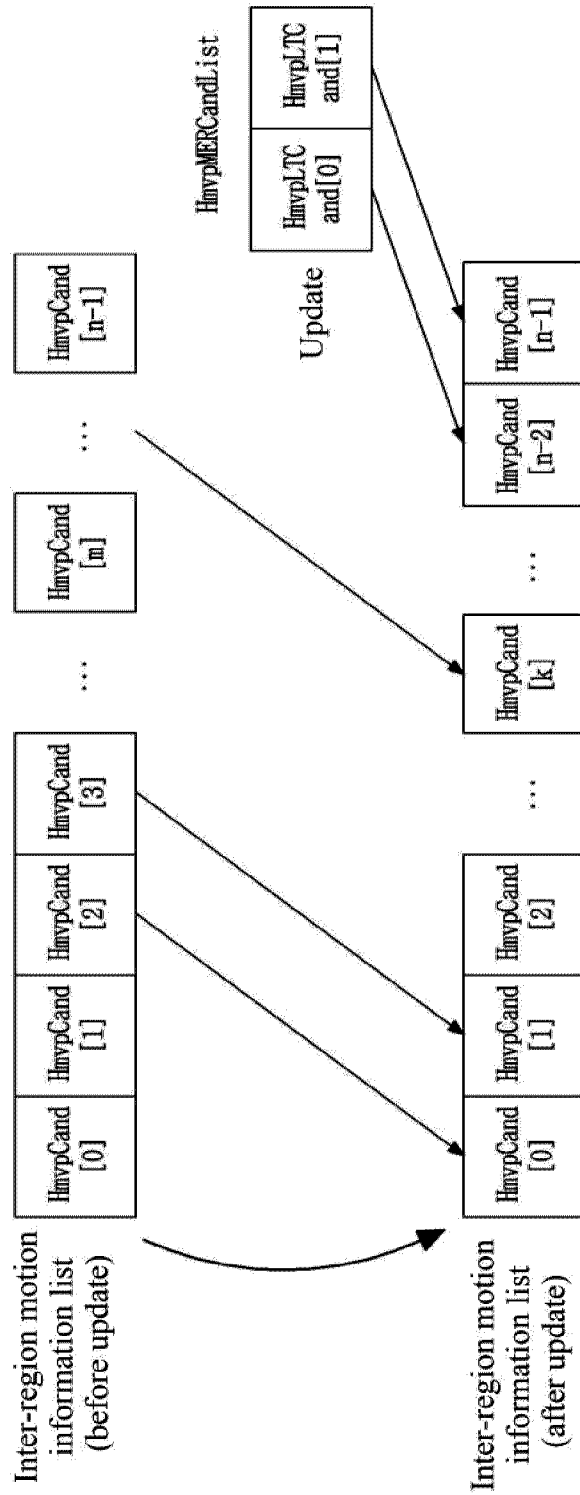 Inter-region motion
information list
(before update)
HmvpCand
[0]
HmvpCand
[1]
HmvpCand
[2]
HmvpCand
[3]
...
HmvpCand
[m]
...
HmvpCand
[n-1]
HmvpMERCandList
HmvpLTC
and[0]
HmvpLTC
and[1]
Update
Inter-region motion
information list
(after update)
HmvpCand
[0]
HmvpCand
[1]
HmvpCand
[2]
...
HmvpCand
[k]
...
HmvpCand
[n-2]
HmvpCand
[n-1]